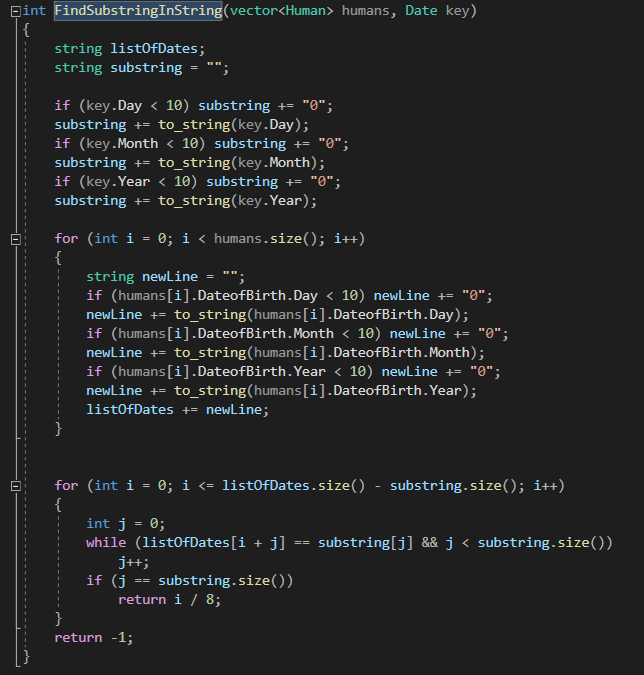 int FindSubstringInString(vector<Human> humans, Date key)
{
string listOfDates;
string substring = "";
if (key.Day < 10) substring += "0";
substring += to_string(key.Day);
if (key.Month < 10) substring += "0";
substring += to_string(key.Month);
if (key.Year < 10) substring += "0";
substring += to_string(key.Year);
for (int i = 0; i < humans.size(); i++)
{
string newLine = "";
if (humans[i].DateofBirth.Day < 10) newLine += "0";
newLine += to_string(humans[i].DateofBirth.Day);
if (humans[i].DateofBirth.Month < 10) newLine += "0";
newLine += to_string(humans[i].DateofBirth.Month);
if (humans[i].DateofBirth.Year < 10) newLine += "0";
newLine += to_string(humans[i].DateofBirth.Year);
listOfDates += newLine;
}
for (int i = 0; i <= listOfDates.size() - substring.size(); i++)
{
int j = 0;
while (listOfDates[i + j] == substring[j] && j < substring.size())
j++;
if (j == substring.size())
return i / 8;
}
return -1;
}